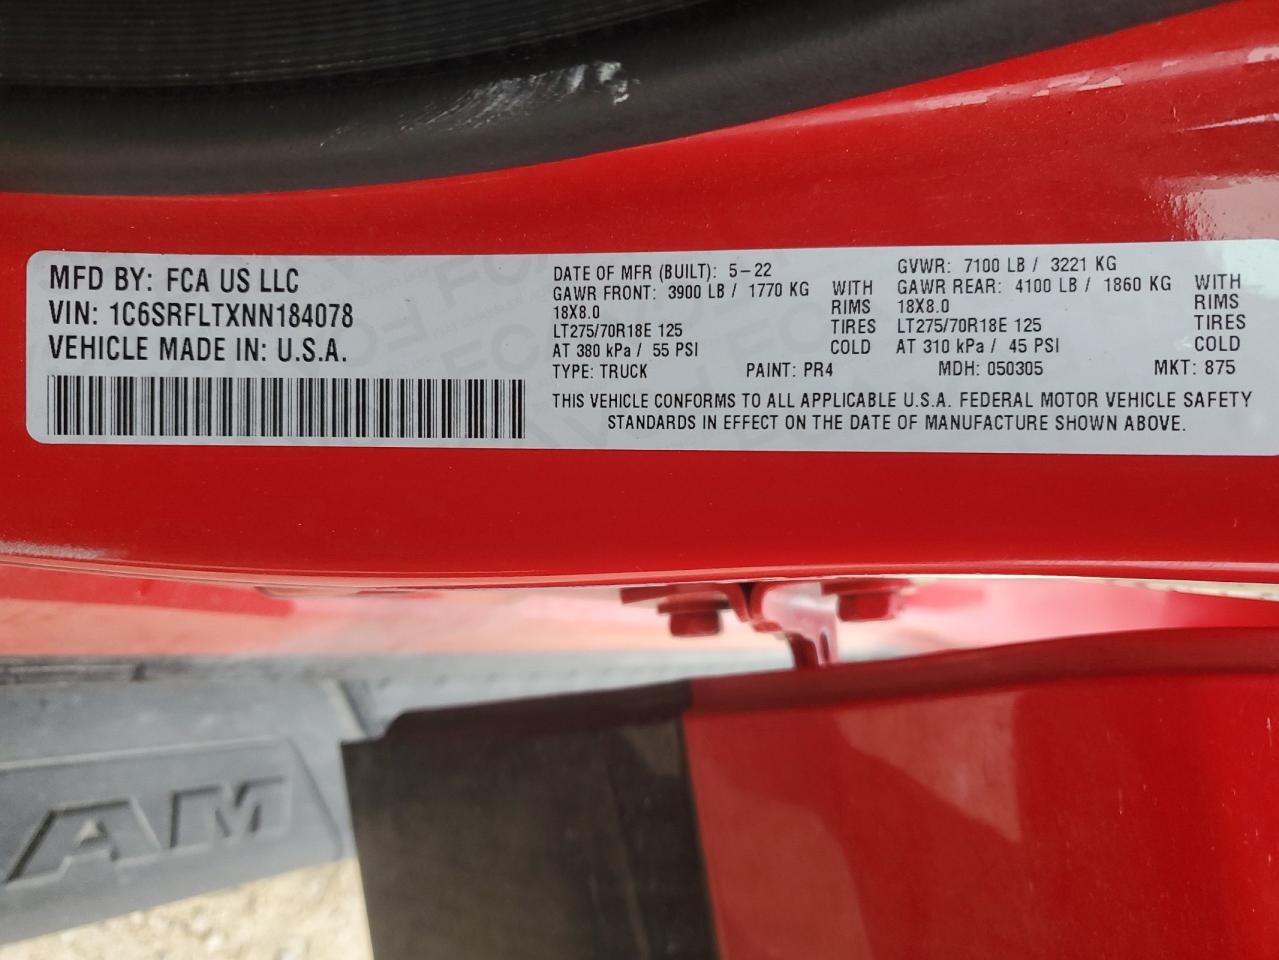 MFD BY: FCA US LLC
VIN: 1C6SRFLTXNN184078
VEHICLE MADE IN: U.S.A.
DATE OF MFR (BUILT): 5-22
GAWR FRONT: 3900 LB / 1770 KG WITH
18X8.0 RIMS
LT275/70R18E 125 TIRES
AT 380 kPa / 55 PSI COLD
GVWR: 7100 LB / 3221 KG
GAWR REAR: 4100 LB / 1860 KG WITH
18X8.0 RIMS
LT275/70R18E 125 TIRES
AT 310 kPa / 45 PSI COLD
TYPE: TRUCK PAINT: PR4 MDH: 050305 MKT: 875
THIS VEHICLE CONFORMS TO ALL APPLICABLE U.S.A. FEDERAL MOTOR VEHICLE SAFETY
STANDARDS IN EFFECT ON THE DATE OF MANUFACTURE SHOWN ABOVE.
AM